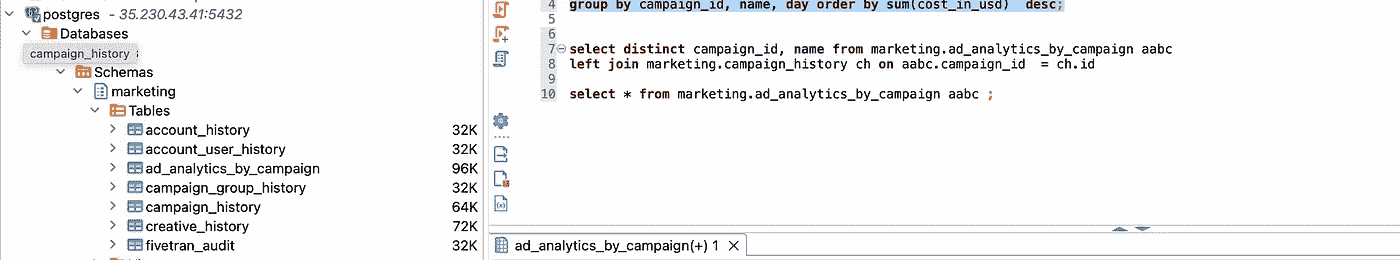 postgres - 35.230.43.41:5432
Databases
campaign_history
Schemas
marketing
Tables
account_history 32K
account_user_history 32K
ad_analytics_by_campaign 96K
campaign_group_history 32K
campaign_history 64K
creative_history 72K
fivetran_audit 32K
4 group by campaign_id, name, day order by sum(cost_in_usd) desc;
5
6
7 select distinct campaign_id, name from marketing.ad_analytics_by_campaign aabc
8 left join marketing.campaign_history ch on aabc.campaign_id = ch.id
9
10 select * from marketing.ad_analytics_by_campaign aabc ;
ad_analytics_by_campaign(+) 1